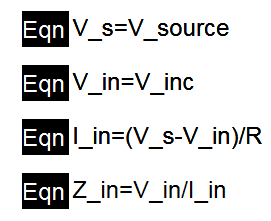 Eqn V_s=V_source
Eqn V_in=V_inc
Eqn I_in=(V_s-V_in)/R
Eqn Z_in=V_in/I_in